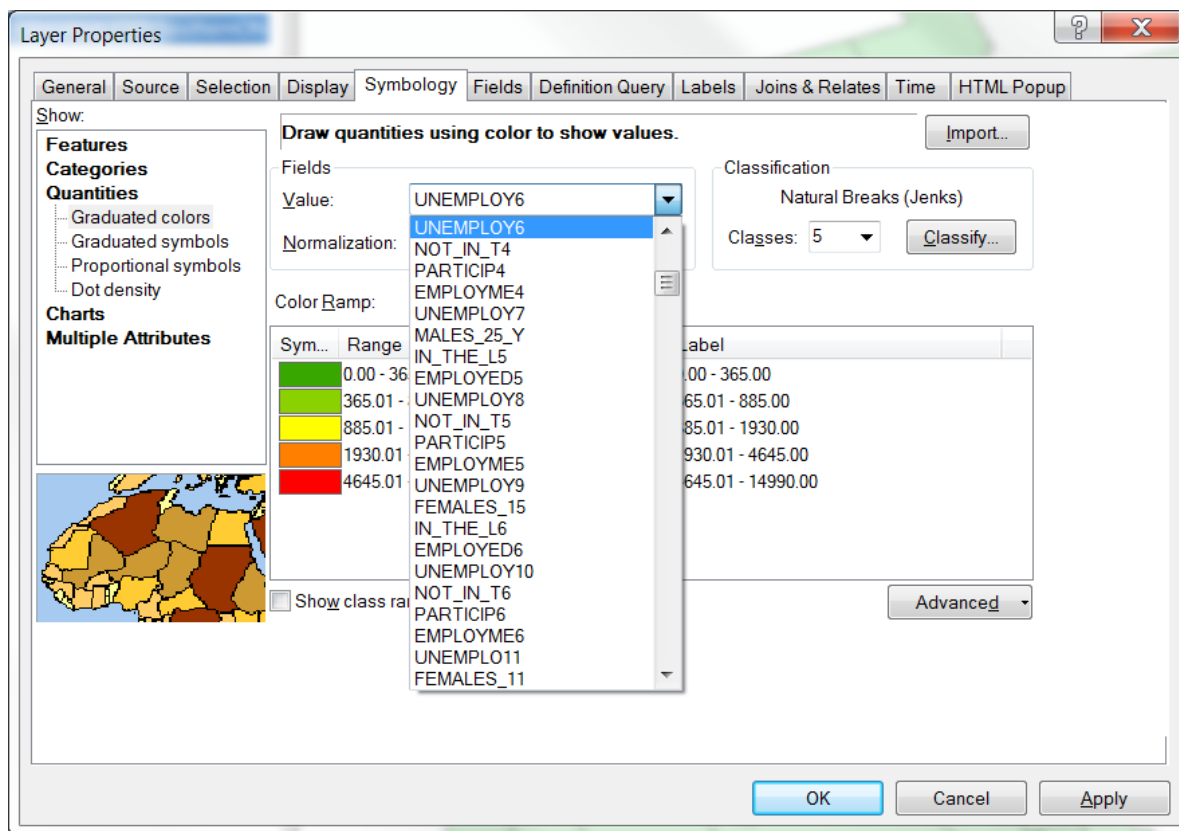 Layer Properties
General Source Selection Display Symbology Fields Definition Query Labels Joins & Relates Time HTML Popup
Show:
Features
Categories
Quantities
Graduated colors
Graduated symbols
Proportional symbols
Dot density
Charts
Multiple Attributes
Draw quantities using color to show values.
Import...
Fields
Value: UNEMPLOY6
Normalization:
Classification
Natural Breaks (Jenks)
Classes: 5
Classify...
Color Ramp:
UNEMPLOY6
NOT_IN_T4
PARTICIP4
EMPLOYME4
UNEMPLOY7
MALES_25_Y
IN_THE_L5
EMPLOYED5
UNEMPLOY8
NOT_IN_T5
PARTICIP5
EMPLOYME5
UNEMPLOY9
FEMALES_15
IN_THE_L6
EMPLOYED6
UNEMPLOY10
NOT_IN_T6
PARTICIP6
EMPLOYME6
UNEMPLO11
FEMALES_11
Sym... Range Label
0.00 - 36 .00 - 365.00
365.01 - 65.01 - 885.00
885.01 - 85.01 - 1930.00
1930.01 930.01 - 4645.00
4645.01 645.01 - 14990.00
Show class ra
Advanced
OK Cancel Apply